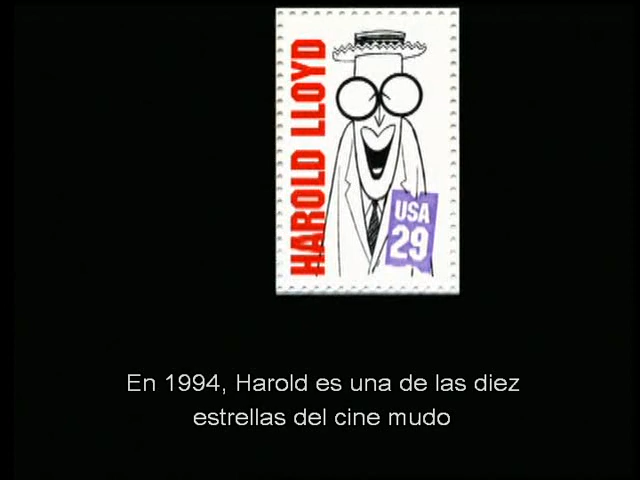 HAROLD LLOYD
USA
29
En 1994, Harold es una de las diez
estrellas del cine mudo